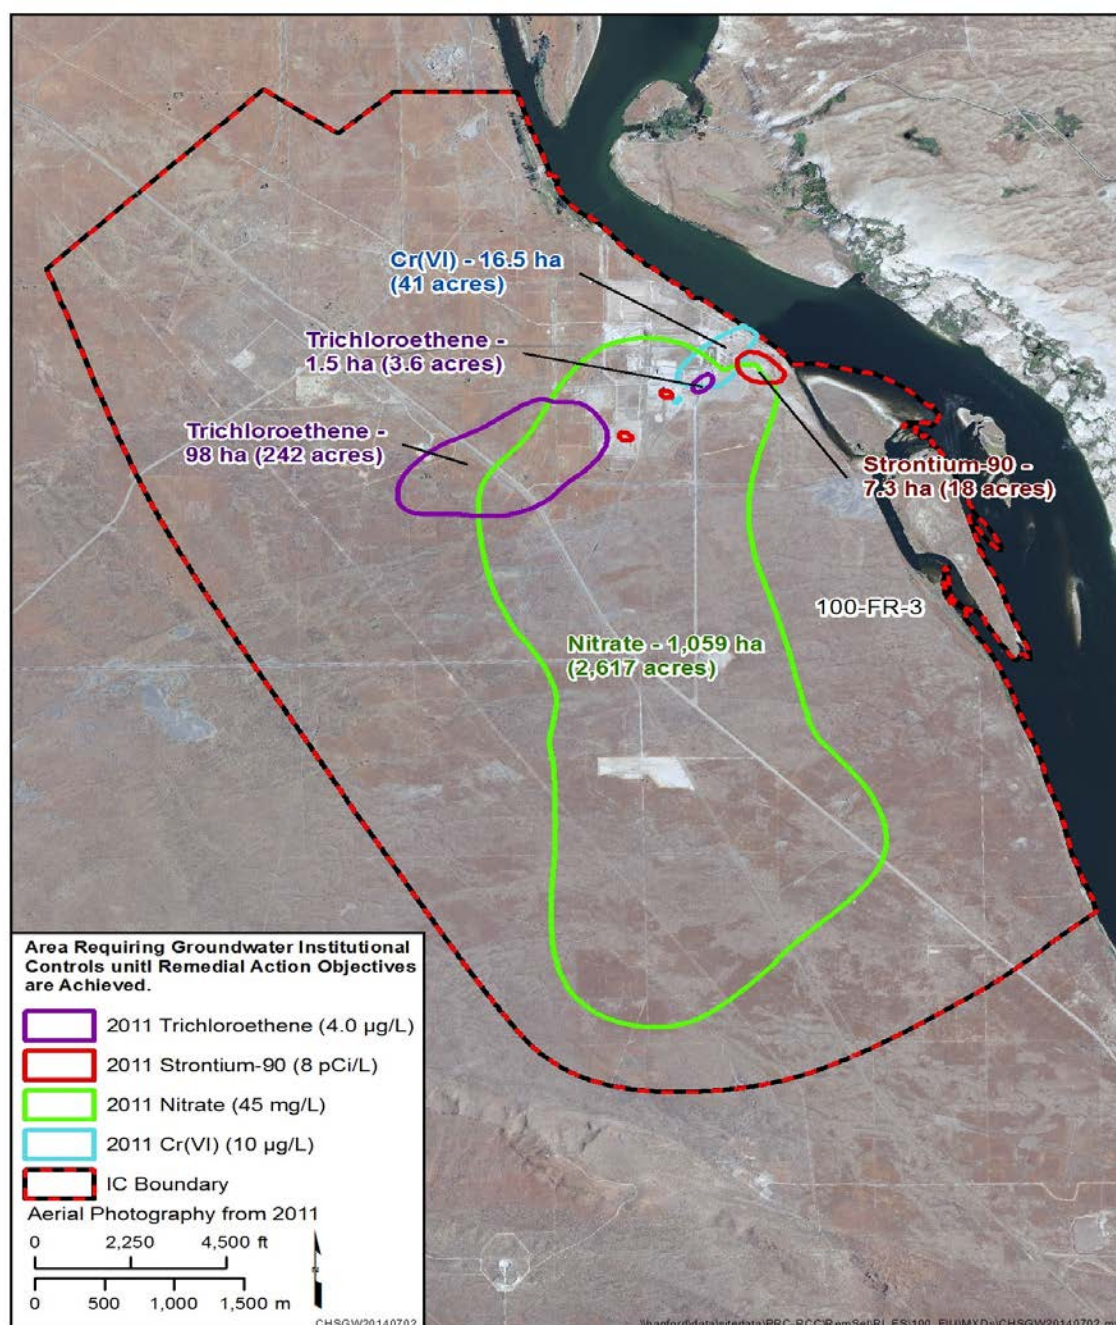 Cr(VI) - 16.5 ha
(41 acres)
Trichloroethene -
1.5 ha (3.6 acres)
Trichloroethene -
98 ha (242 acres)
Strontium-90 -
7.3 ha (18 acres)
100-FR-3
Nitrate - 1,059 ha
(2,617 acres)
Area Requiring Groundwater Institutional
Controls unitl Remedial Action Objectives
are Achieved.
2011 Trichloroethene (4.0 µg/L)
2011 Strontium-90 (8 pCi/L)
2011 Nitrate (45 mg/L)
2011 Cr(VI) (10 µg/L)
IC Boundary
Aerial Photography from 2011
0 2,250 4,500 ft
0 500 1,000 1,500 m
CHSGW20140702